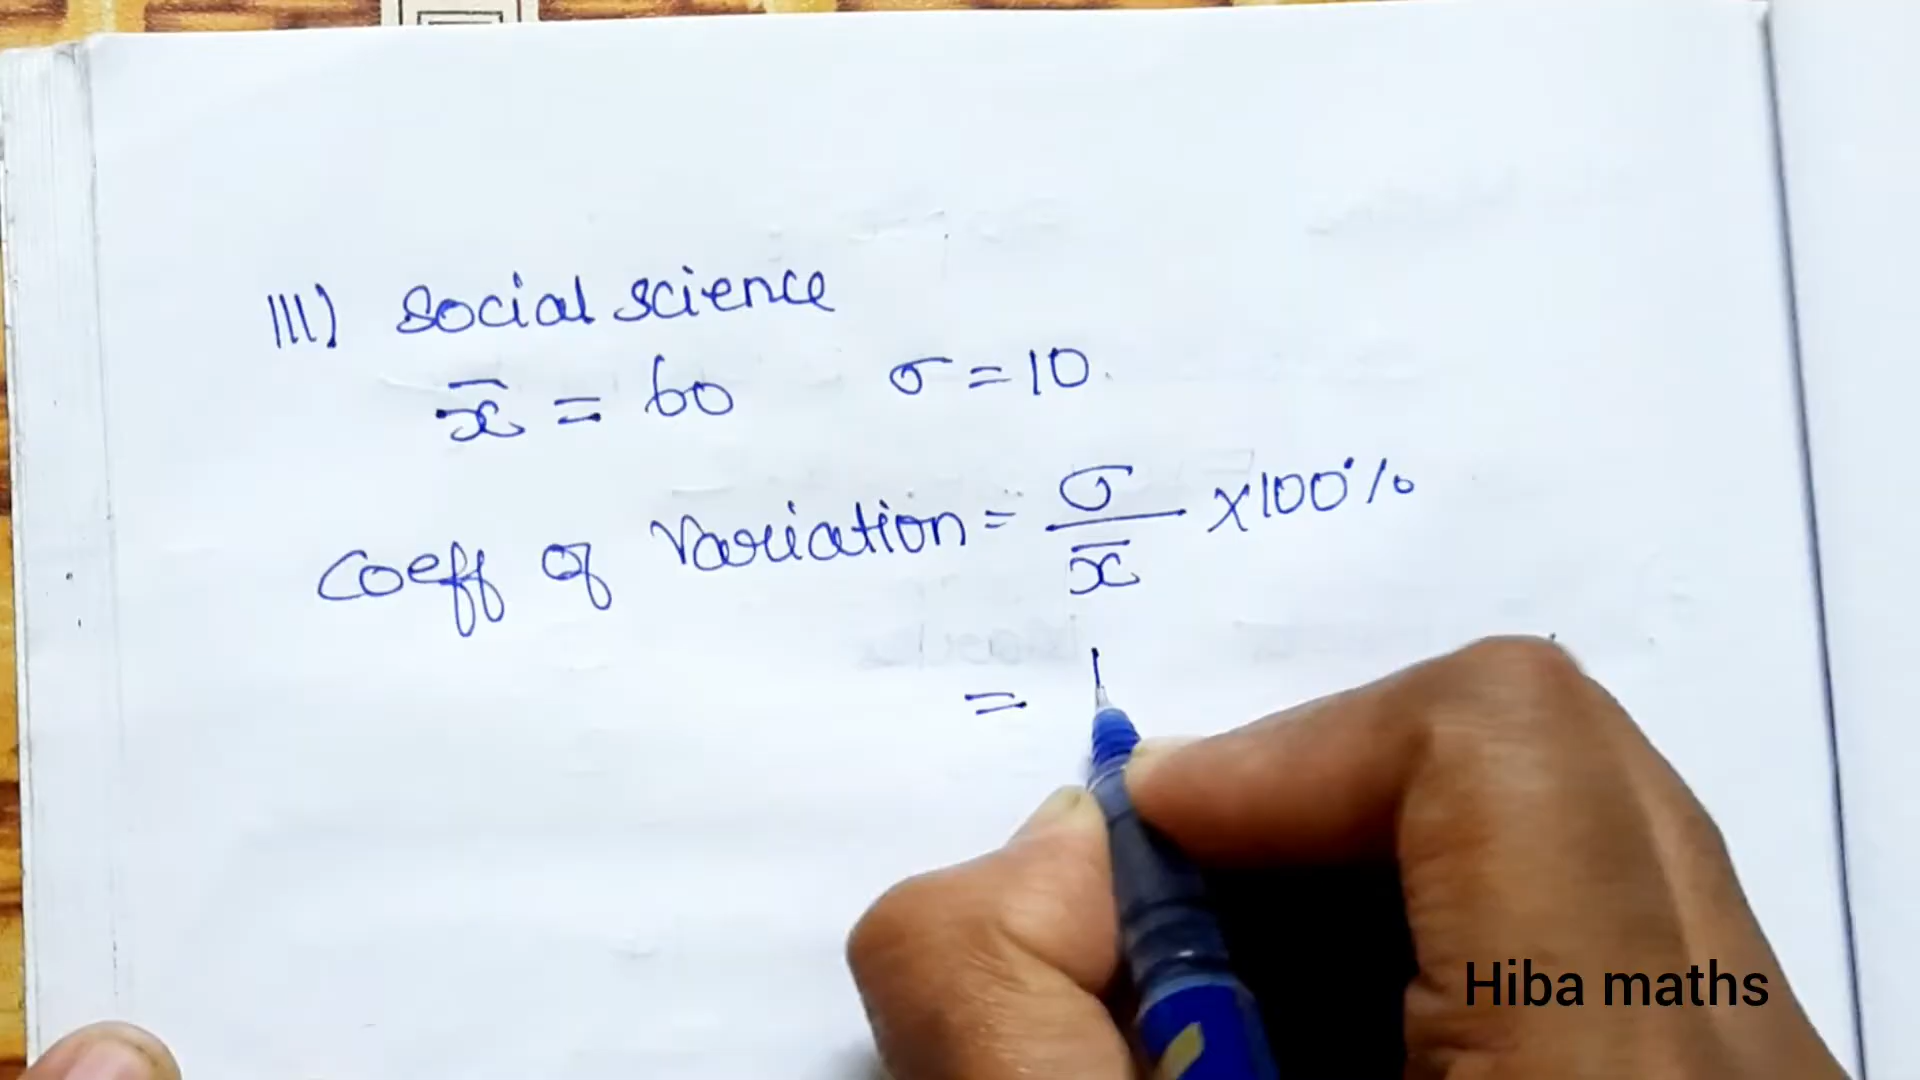 III) Social science
x̄ = 60 σ = 10.
Coeff of Variation = σ/x̄ × 100%
= 1
Hiba maths